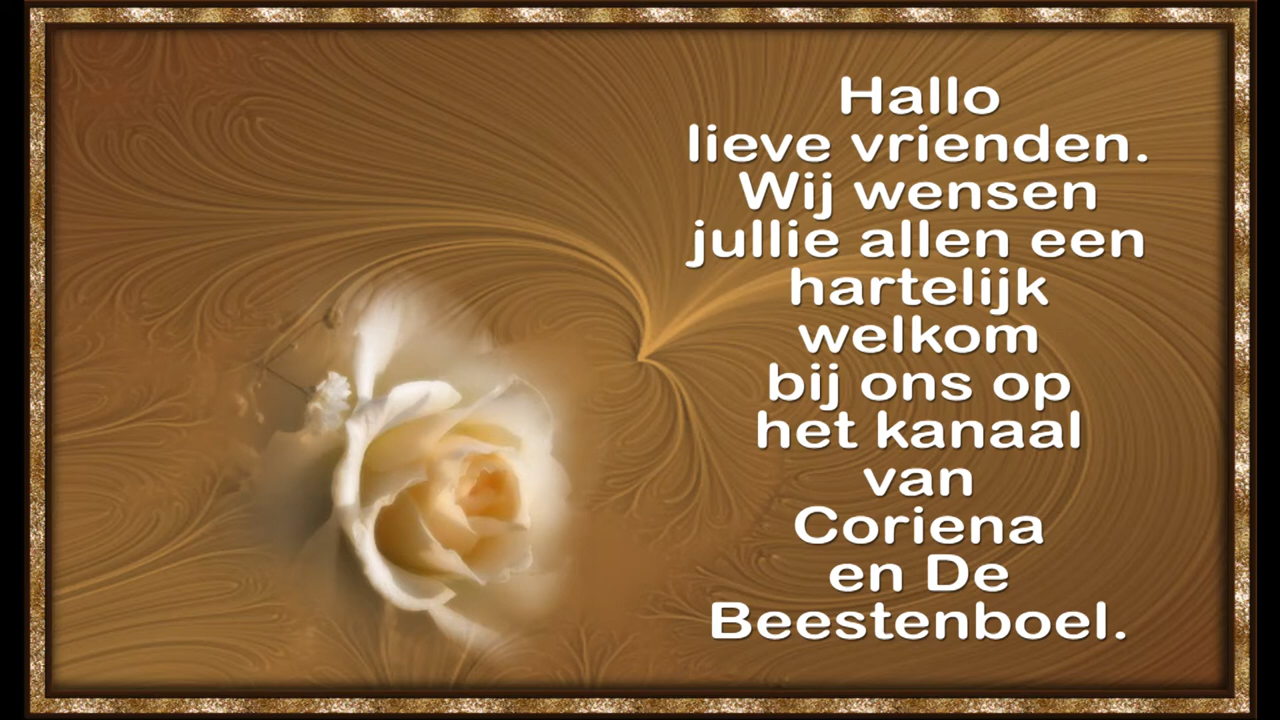 Hallo
lieve vrienden.
Wij wensen
jullie allen een
hartelijk
welkom
bij ons op
het kanaal
van
Coriena
en De
Beestenboel.